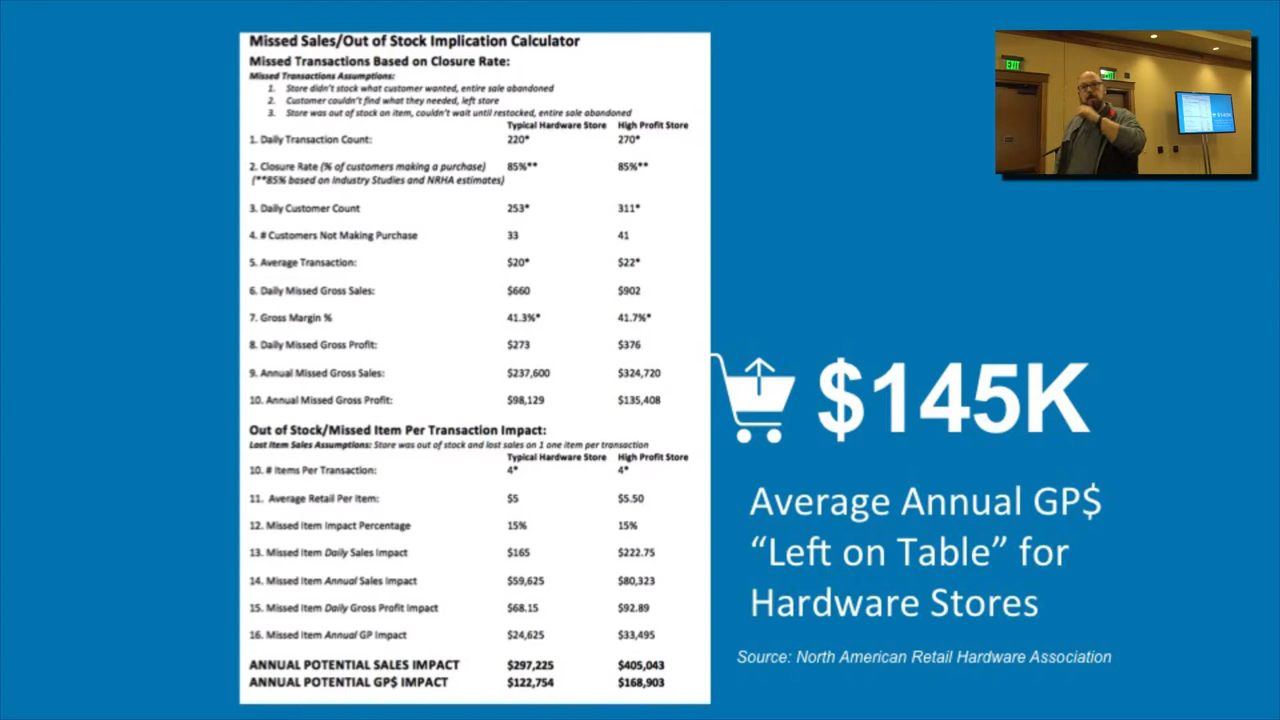 Missed Sales/Out of Stock Implication Calculator
Missed Transactions Based on Closure Rate:
Missed Transactions Assumptions:
1. Store didn't stock what customer wanted, entire sale abandoned
2. Customer couldn't find what they needed, left store
3. Store was out of stock on item, couldn't wait until restocked, entire sale abandoned
Typical Hardware Store High Profit Store
1. Daily Transaction Count: 220* 270*
2. Closure Rate (% of customers making a purchase) 85%** 85%**
(**85% based on Industry Studies and NRHA estimates)
3. Daily Customer Count 253* 311*
4. # Customers Not Making Purchase 33 41
5. Average Transaction: $20* $22*
6. Daily Missed Gross Sales: $660 $902
7. Gross Margin % 41.3%* 41.7%*
8. Daily Missed Gross Profit: $273 $376
9. Annual Missed Gross Sales: $237,600 $324,720
10. Annual Missed Gross Profit: $98,129 $135,408
Out of Stock/Missed Item Per Transaction Impact:
Lost Item Sales Assumptions: Store was out of stock and lost sales on 1 one item per transaction
Typical Hardware Store High Profit Store
10. # Items Per Transaction: 4* 4*
11. Average Retail Per Item: $5 $5.50
12. Missed Item Impact Percentage 15% 15%
13. Missed Item Daily Sales Impact $165 $222.75
14. Missed Item Annual Sales Impact $59,625 $80,323
15. Missed Item Daily Gross Profit Impact $68.15 $92.89
16. Missed Item Annual GP Impact $24,625 $33,495
ANNUAL POTENTIAL SALES IMPACT $297,225 $405,043
ANNUAL POTENTIAL GP$ IMPACT $122,754 $168,903
$145K
Average Annual GP$
“Left on Table” for
Hardware Stores
Source: North American Retail Hardware Association
EXIT
$145K